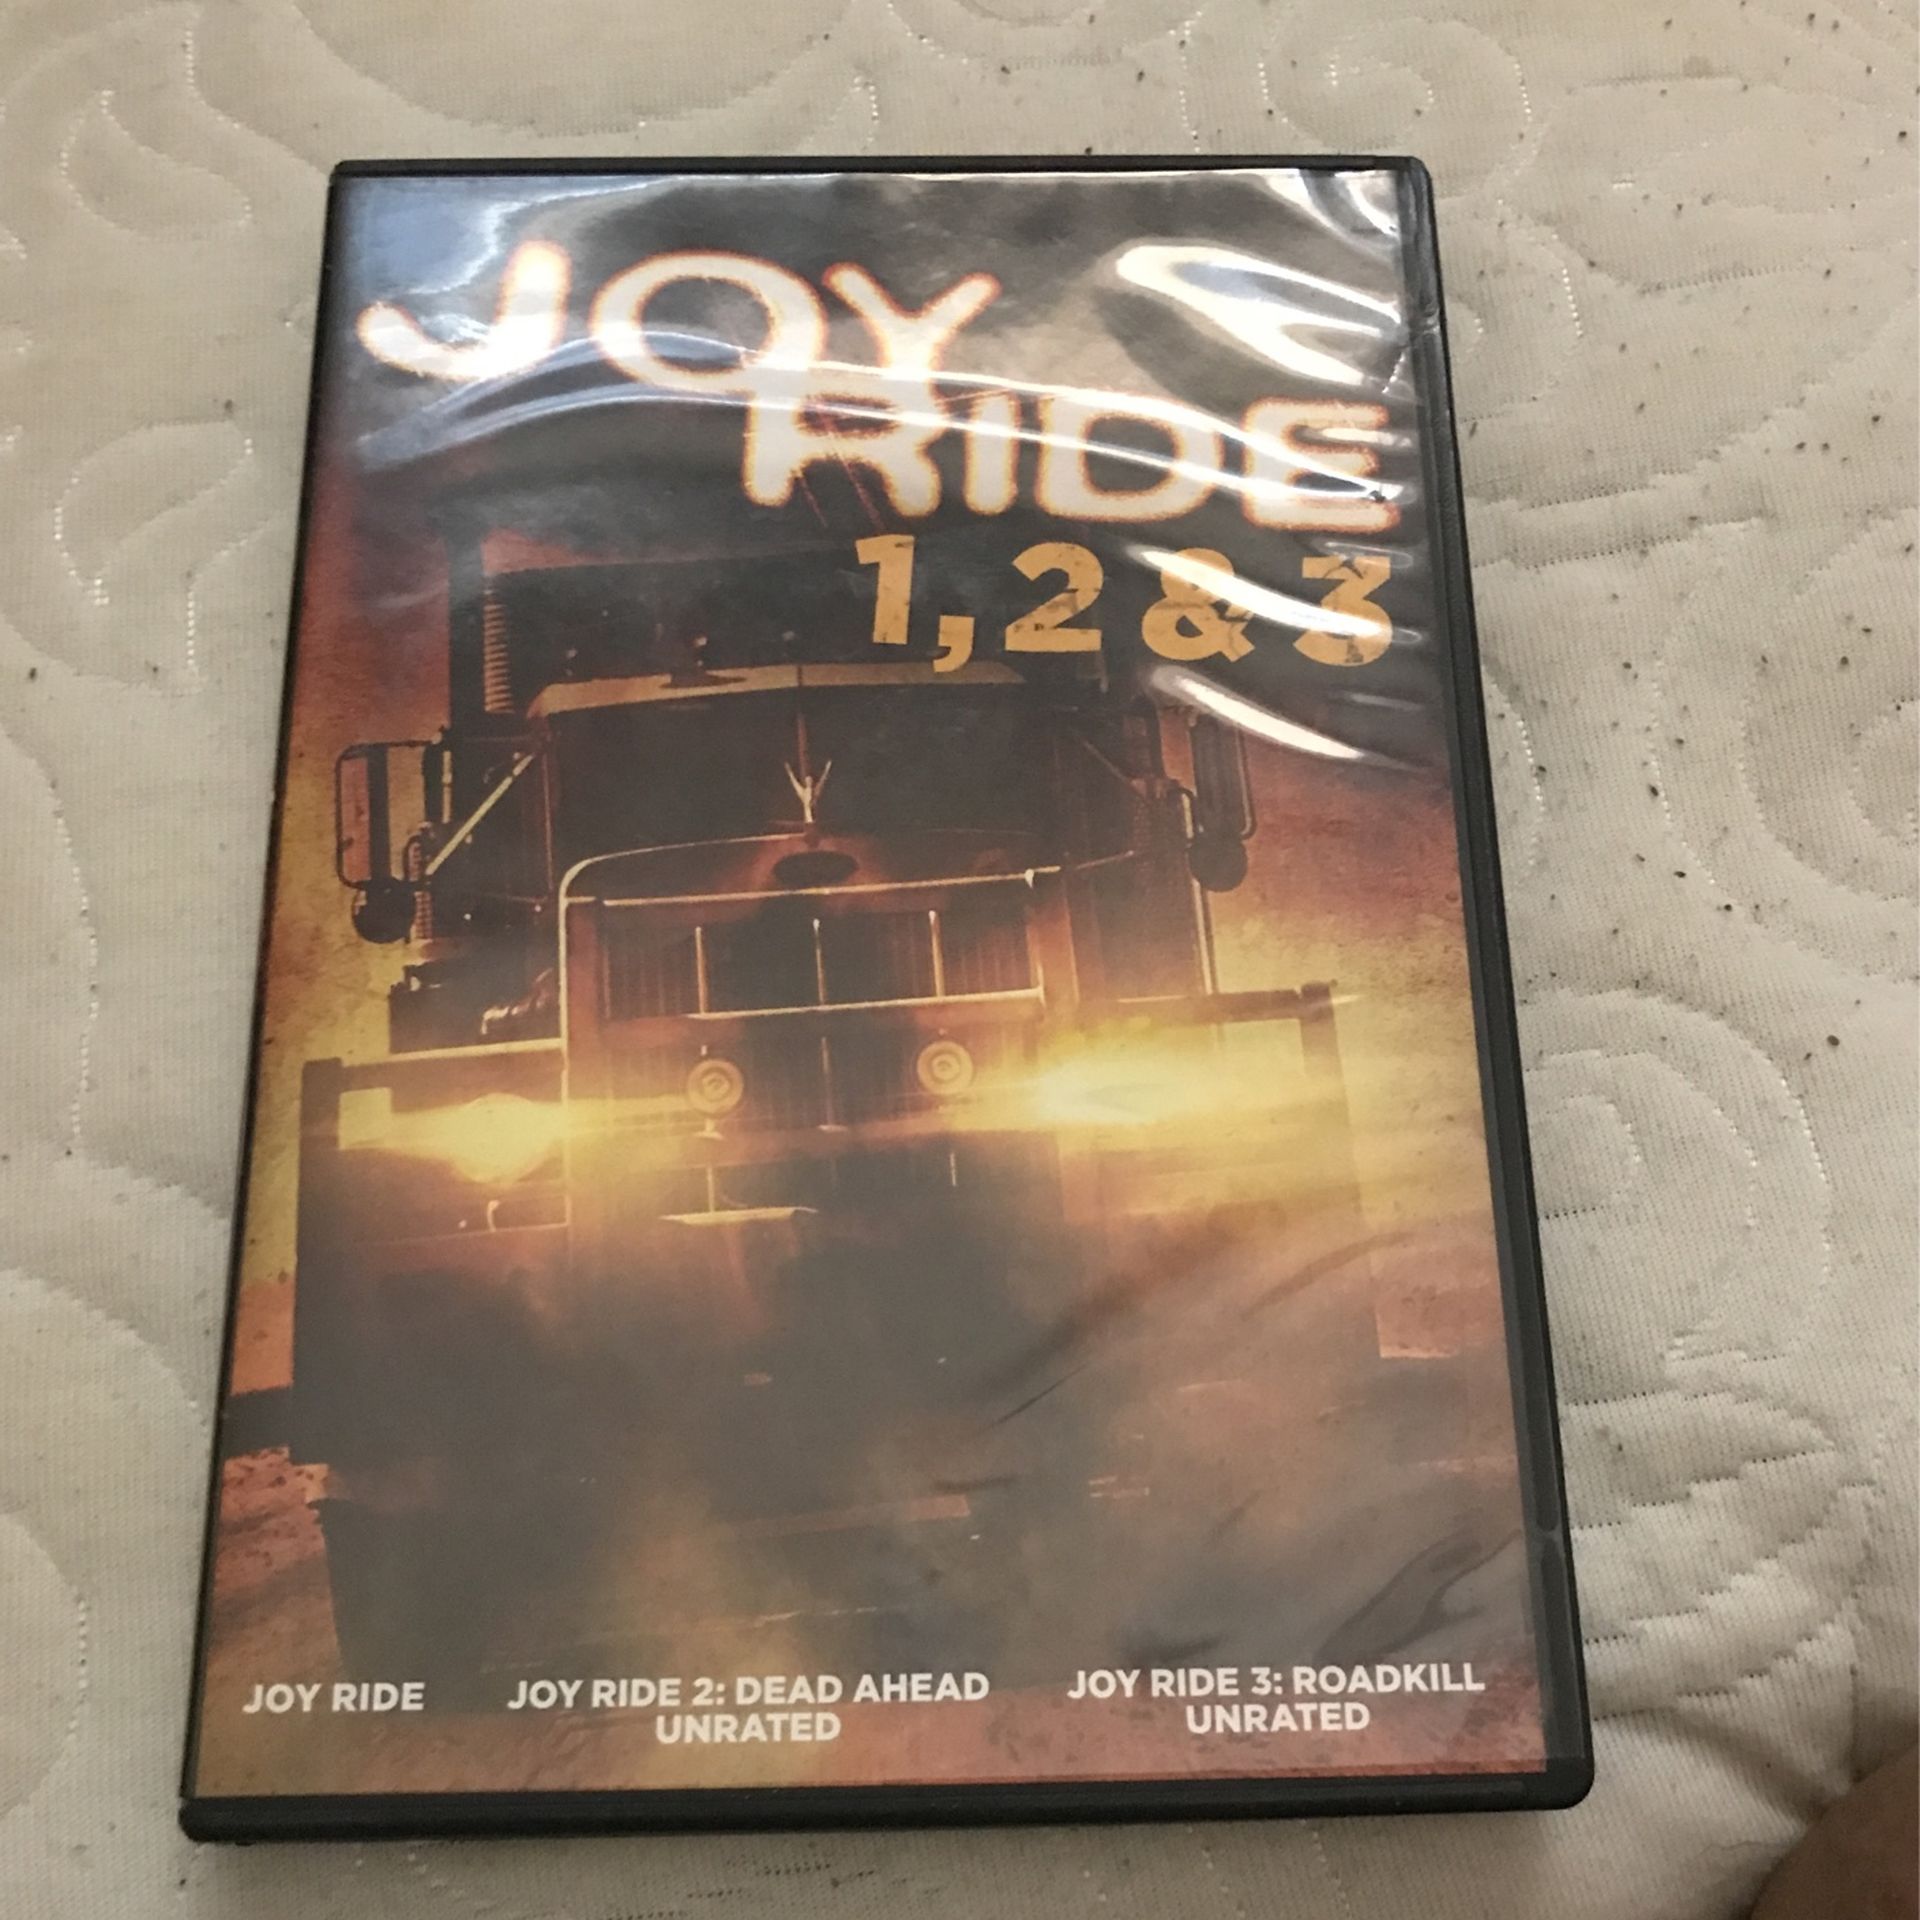 JOY
RIDE
1, 2 & 3
JOY RIDE
JOY RIDE 2: DEAD AHEAD
UNRATED
JOY RIDE 3: ROADKILL
UNRATED